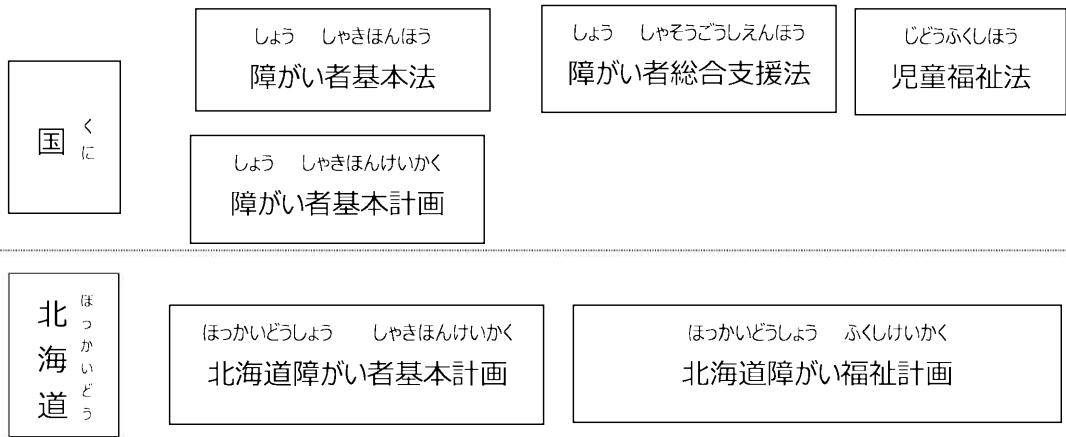 くに
国
しょう　しゃきほんほう
障がい者基本法
しょう　しゃそうごうしえんほう
障がい者総合支援法
じどうふくしほう
児童福祉法
しょう　しゃきほんけいかく
障がい者基本計画
ほっかいどう
北海道
ほっかいどうしょう　しゃきほんけいかく
北海道障がい者基本計画
ほっかいどうしょう　ふくしけいかく
北海道障がい福祉計画